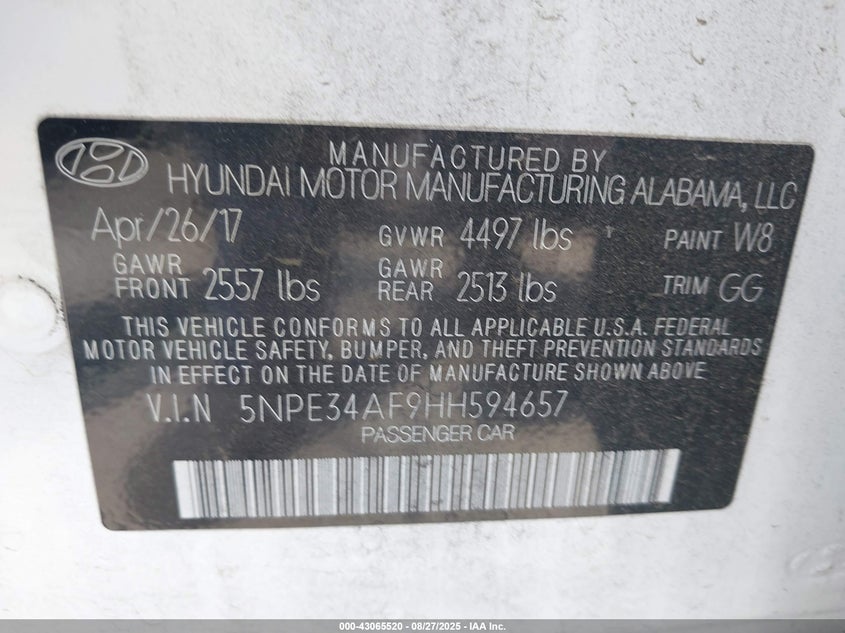 MANUFACTURED BY
HYUNDAI MOTOR MANUFACTURING ALABAMA, LLC
Apr/26/17 GVWR 4497 lbs PAINT W8
GAWR FRONT 2557 lbs GAWR REAR 2513 lbs TRIM GG
THIS VEHICLE CONFORMS TO ALL APPLICABLE U.S.A. FEDERAL
MOTOR VEHICLE SAFETY, BUMPER, AND THEFT PREVENTION STANDARDS
IN EFFECT ON THE DATE OF MANUFACTURE SHOWN ABOVE
V.I.N 5NPE34AF9HH594657
PASSENGER CAR
000-43065520 - 08/27/2025 - IAA Inc.